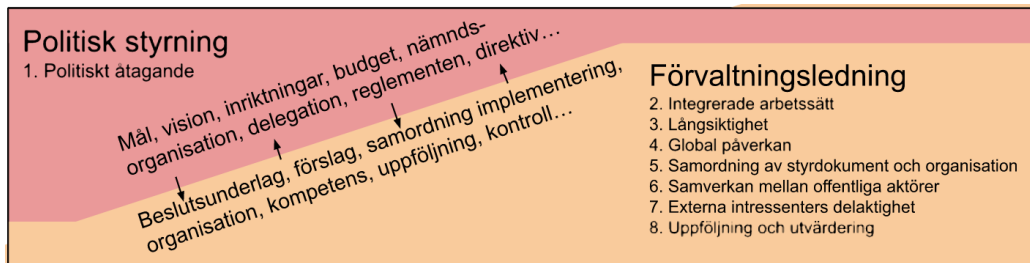 Politisk styrning
1. Politiskt åtagande
Mål, vision, inriktningar, budget, nämnds-
organisation, delegation, reglementen, direktiv…
Beslutsunderlag, förslag, samordning implementering,
organisation, kompetens, uppföljning, kontroll…
Förvaltningsledning
2. Integrerade arbetssätt
3. Långsiktighet
4. Global påverkan
5. Samordning av styrdokument och organisation
6. Samverkan mellan offentliga aktörer
7. Externa intressenters delaktighet
8. Uppföljning och utvärdering